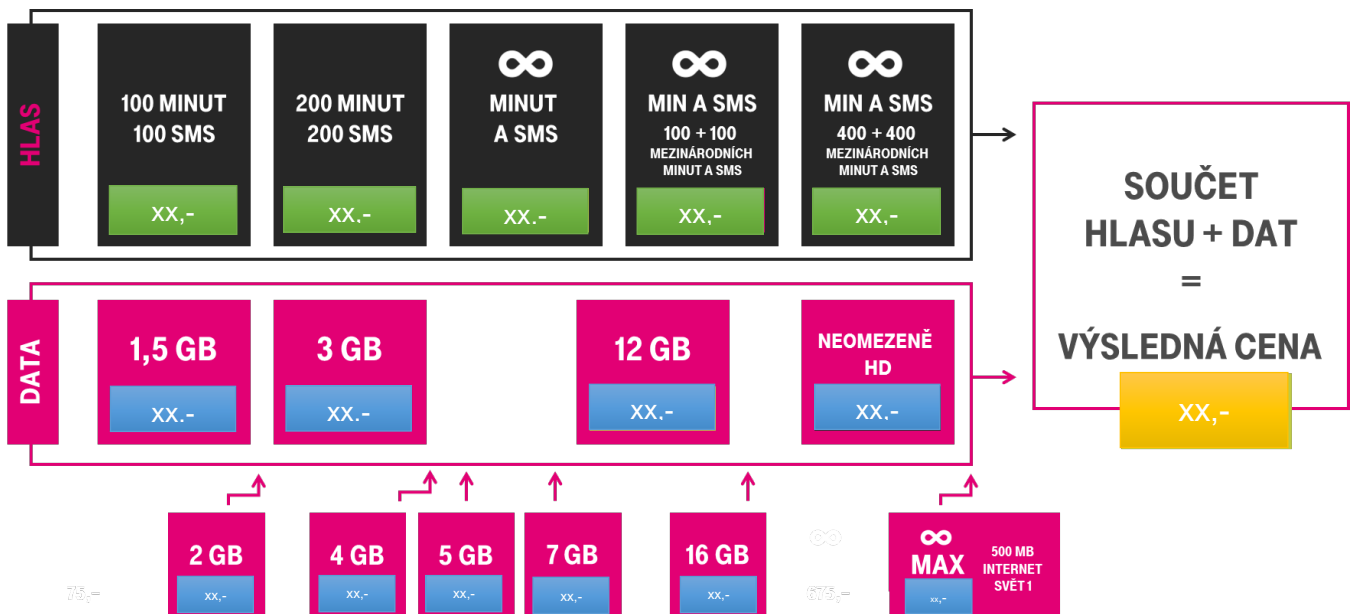 HLAS
100 MINUT
100 SMS
xx,-
200 MINUT
200 SMS
xx,-
∞
MINUT
A SMS
xx.-
∞
MIN A SMS
100 + 100
MEZINÁRODNÍCH
MINUT A SMS
xx,-
∞
MIN A SMS
400 + 400
MEZINÁRODNÍCH
MINUT A SMS
xx,-
DATA
1,5 GB
xx.-
3 GB
xx.-
12 GB
xx,-
NEOMEZENĚ
HD
xx.-
SOUČET
HLASU + DAT
=
VÝSLEDNÁ CENA
xx,-
75,-
2 GB
xx,-
4 GB
xx,-
5 GB
xx,-
7 GB
xx,-
16 GB
xx,-
∞
675,-
∞
MAX
xx,-
500 MB
INTERNET
SVĚT 1